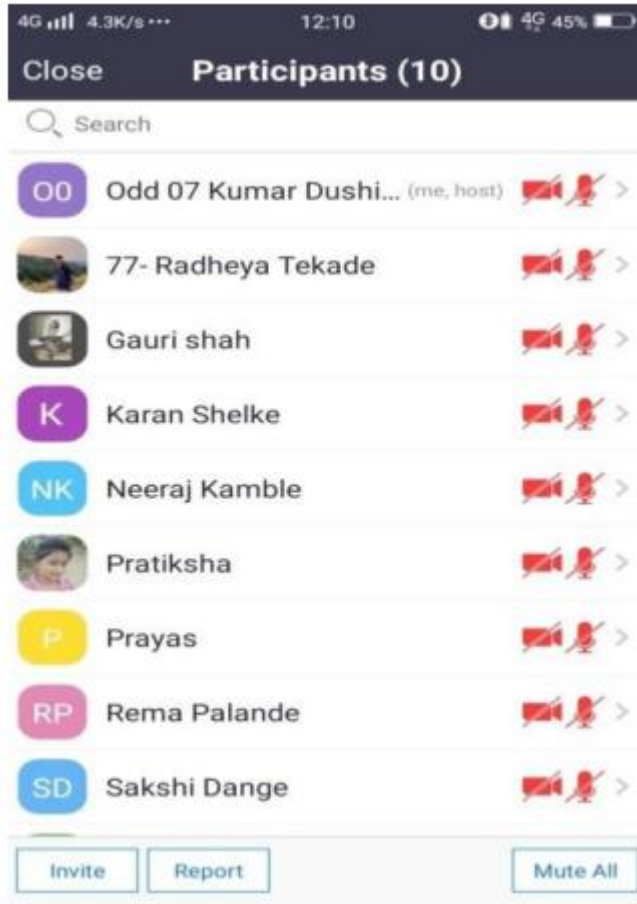 4G 4.3K/s ··· 12:10 4G 45%
Close Participants (10)
Search
O0 Odd 07 Kumar Dushi... (me, host)
77- Radheya Tekade
Gauri shah
K Karan Shelke
NK Neeraj Kamble
Pratiksha
P Prayas
RP Rema Palande
SD Sakshi Dange
Invite Report Mute All